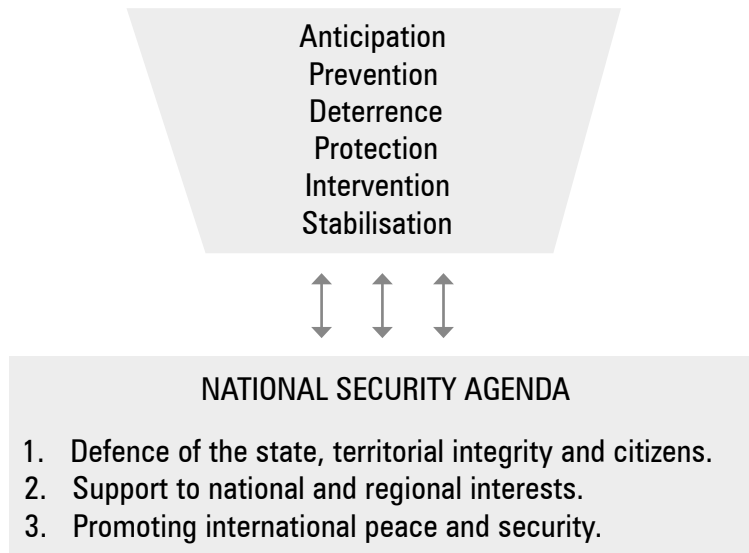 Anticipation
Prevention
Deterrence
Protection
Intervention
Stabilisation
NATIONAL SECURITY AGENDA
1. Defence of the state, territorial integrity and citizens.
2. Support to national and regional interests.
3. Promoting international peace and security.